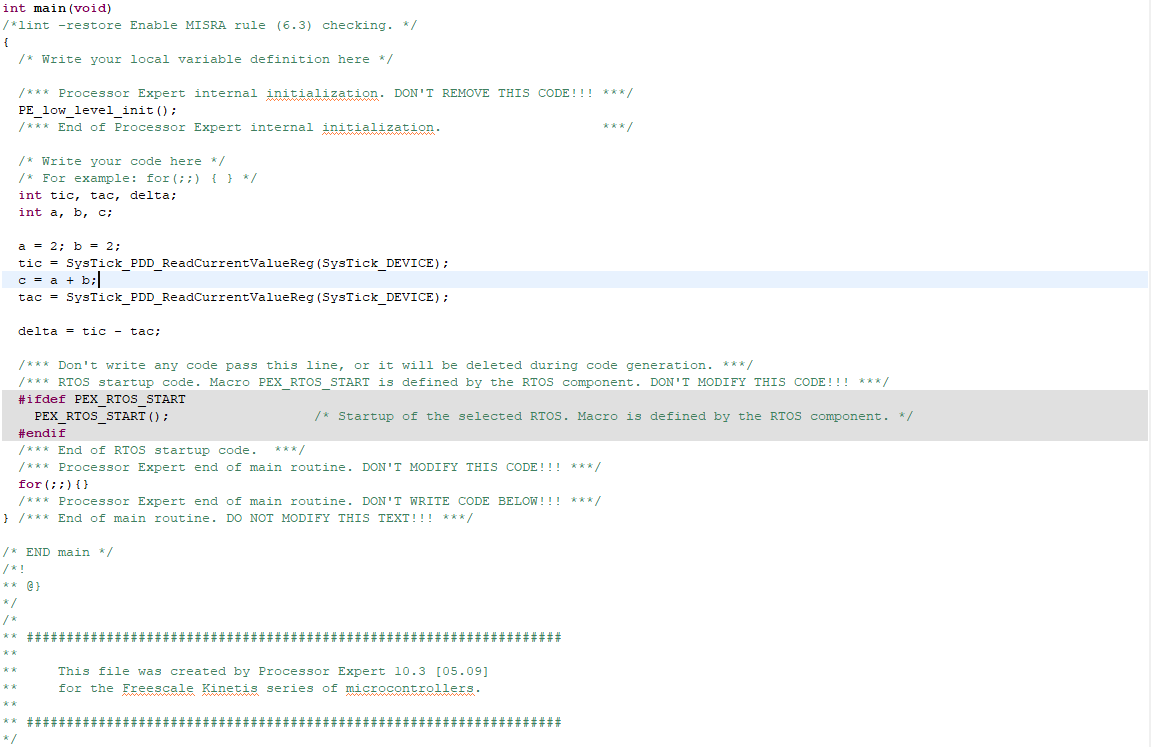 int main(void)
/*lint -restore Enable MISRA rule (6.3) checking. */
{
  /* Write your local variable definition here */

  /*** Processor Expert internal initialization. DON'T REMOVE THIS CODE!!! ***/
  PE_low_level_init();
  /*** End of Processor Expert internal initialization.                    ***/

  /* Write your code here */
  /* For example: for(;;) { } */
  int tic, tac, delta;
  int a, b, c;

  a = 2; b = 2;
  tic = SysTick_PDD_ReadCurrentValueReg(SysTick_DEVICE);
  c = a + b;
  tac = SysTick_PDD_ReadCurrentValueReg(SysTick_DEVICE);

  delta = tic - tac;

  /*** Don't write any code pass this line, or it will be deleted during code generation. ***/
  /*** RTOS startup code. Macro PEX_RTOS_START is defined by the RTOS component. DON'T MODIFY THIS CODE!!! ***/
  #ifdef PEX_RTOS_START
    PEX_RTOS_START();                  /* Startup of the selected RTOS. Macro is defined by the RTOS component. */
  #endif
  /*** End of RTOS startup code.  ***/
  /*** Processor Expert end of main routine. DON'T MODIFY THIS CODE!!! ***/
  for(;;){}
  /*** Processor Expert end of main routine. DON'T WRITE CODE BELOW!!! ***/
} /*** End of main routine. DO NOT MODIFY THIS TEXT!!! ***/

/* END main */
/*!
** @}
*/
/*
** ###################################################################
**
**     This file was created by Processor Expert 10.3 [05.09]
**     for the Freescale Kinetis series of microcontrollers.
**
** ###################################################################
*/